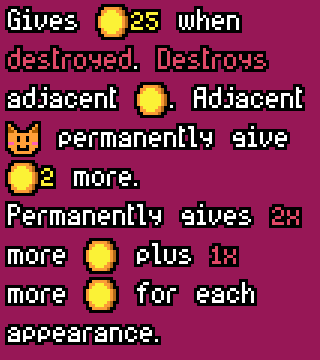 Gives 25 when
destroyed. Destroys
adjacent . Adjacent
permanently give
2 more.
Permanently gives 2x
more plus 1x
more for each
appearance.